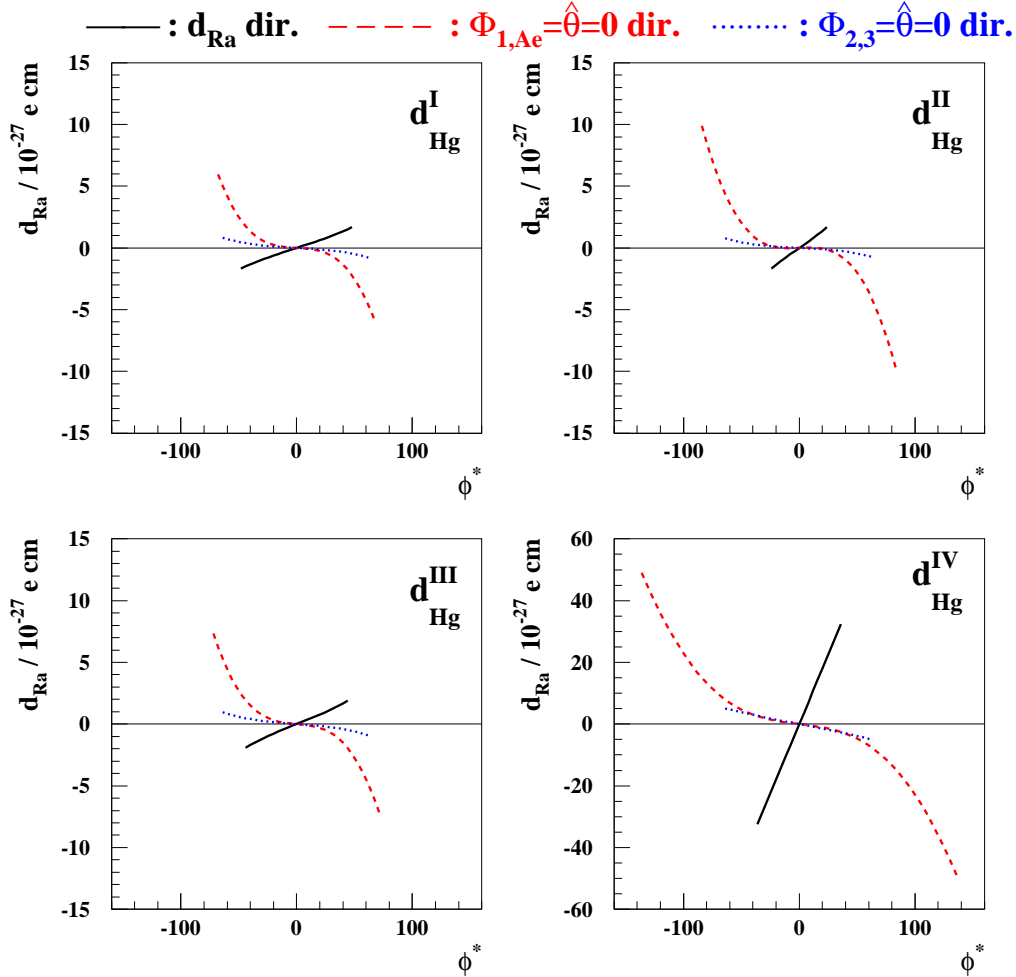 : d_Ra dir. : Φ_1,Ae=θ̂=0 dir. : Φ_2,3=θ̂=0 dir.
d_Ra / 10^-27 e cm
15
10
5
0
-5
-10
-15
-100 0 100
ϕ^*
d^I_Hg
d_Ra / 10^-27 e cm
15
10
5
0
-5
-10
-15
-100 0 100
ϕ^*
d^II_Hg
d_Ra / 10^-27 e cm
15
10
5
0
-5
-10
-15
-100 0 100
ϕ^*
d^III_Hg
d_Ra / 10^-27 e cm
60
40
20
0
-20
-40
-60
-100 0 100
ϕ^*
d^IV_Hg